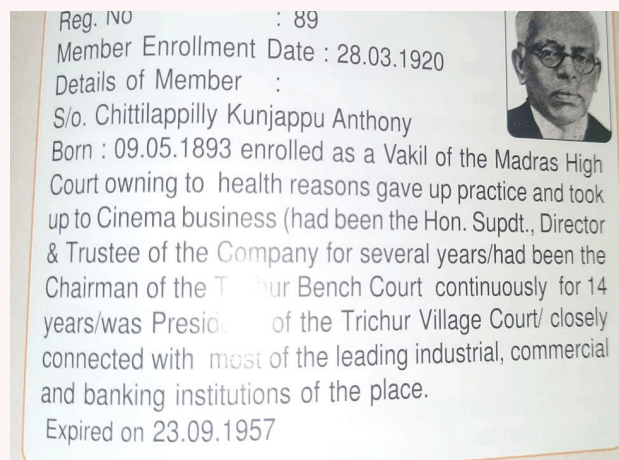 Reg. No : 89
Member Enrollment Date : 28.03.1920
Details of Member :
S/o. Chittilappilly Kunjappu Anthony
Born : 09.05.1893 enrolled as a Vakil of the Madras High
Court owning to health reasons gave up practice and took
up to Cinema business (had been the Hon. Supdt., Director
& Trustee of the Company for several years/had been the
Chairman of the Bench Court continuously for 14
years/was of the Trichur Village Court/ closely
connected with most of the leading industrial, commercial
and banking institutions of the place.
Expired on 23.09.1957